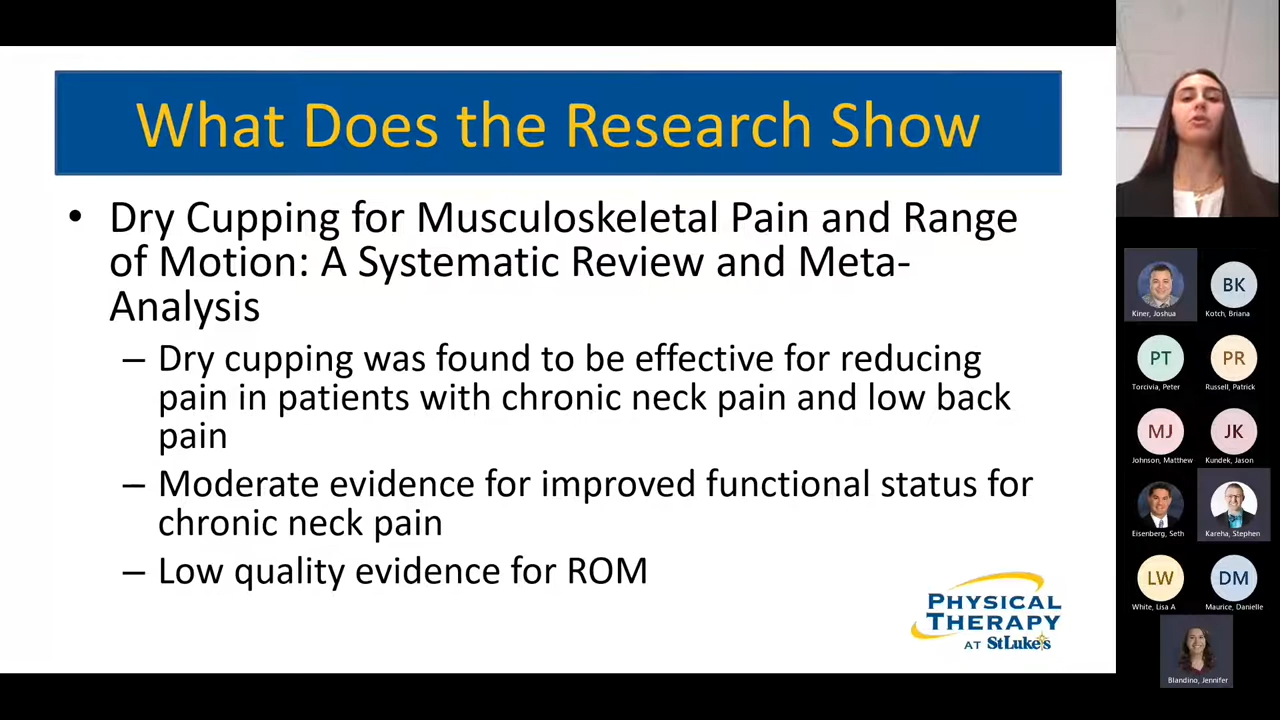 What Does the Research Show
• Dry Cupping for Musculoskeletal Pain and Range
of Motion: A Systematic Review and Meta-
Analysis
– Dry cupping was found to be effective for reducing
pain in patients with chronic neck pain and low back
pain
– Moderate evidence for improved functional status for
chronic neck pain
– Low quality evidence for ROM
PHYSICAL
THERAPY
AT StLuke's
Kiner, Joshua
BK
Kotch, Briana
PT
Torcivia, Peter
PR
Russell, Patrick
MJ
Johnson, Matthew
JK
Kundek, Jason
Eisenberg, Seth
Kareha, Stephen
LW
White, Lisa A
DM
Maurice, Danielle
Blandino, Jennifer